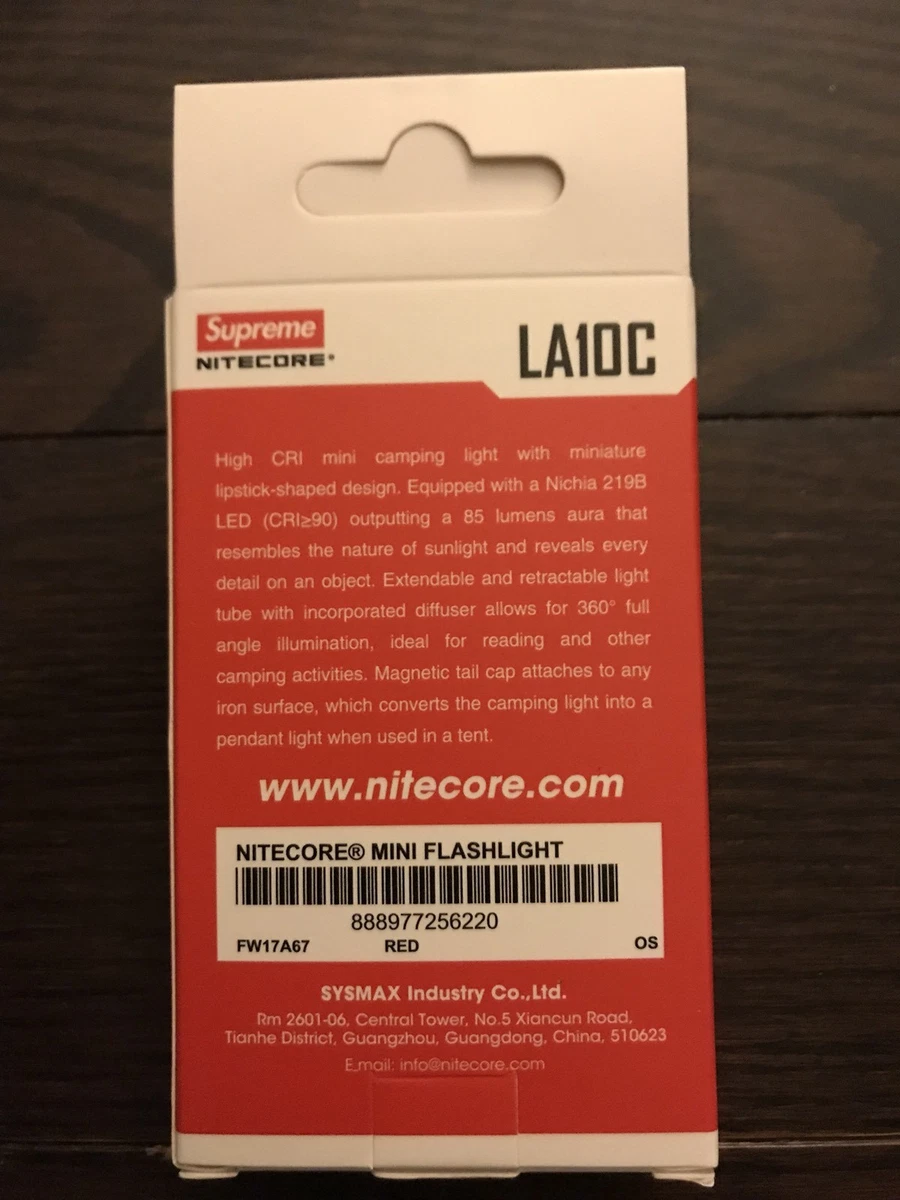 Supreme
NITECORE®
LA10C
High CRI mini camping light with miniature
lipstick-shaped design. Equipped with a Nichia 219B
LED (CRI≥90) outputting a 85 lumens aura that
resembles the nature of sunlight and reveals every
detail on an object. Extendable and retractable light
tube with incorporated diffuser allows for 360° full
angle illumination, ideal for reading and other
camping activities. Magnetic tail cap attaches to any
iron surface, which converts the camping light into a
pendant light when used in a tent.
www.nitecore.com
NITECORE® MINI FLASHLIGHT
888977256220
FW17A67 RED OS
SYSMAX Industry Co.,Ltd.
Rm 2601-06, Central Tower, No.5 Xiancun Road,
Tianhe District, Guangzhou, Guangdong, China, 510623
E.mail: info@nitecore.com